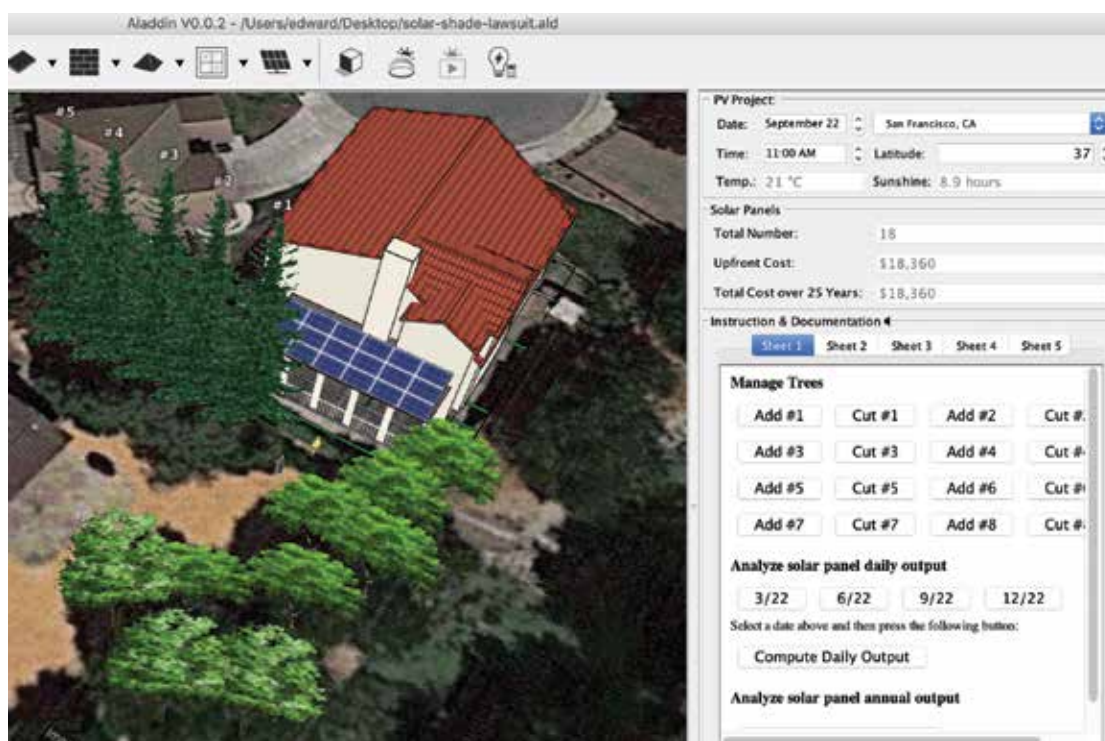 Aladdin V0.0.2 - /Users/edward/Desktop/solar-shade-lawsuit.ald
#5
#4
#3
#2
#1
PV Project:
Date: September 22 San Francisco, CA
Time: 11:00 AM Latitude: 37
Temp.: 21 °C Sunshine: 8.9 hours
Solar Panels
Total Number: 18
Upfront Cost: $18,360
Total Cost over 25 Years: $18,360
Instruction & Documentation
Sheet 1 Sheet 2 Sheet 3 Sheet 4 Sheet 5
Manage Trees
Add #1 Cut #1 Add #2 Cut #
Add #3 Cut #3 Add #4 Cut #
Add #5 Cut #5 Add #6 Cut #
Add #7 Cut #7 Add #8 Cut #
Analyze solar panel daily output
3/22 6/22 9/22 12/22
Select a date above and then press the following button:
Compute Daily Output
Analyze solar panel annual output